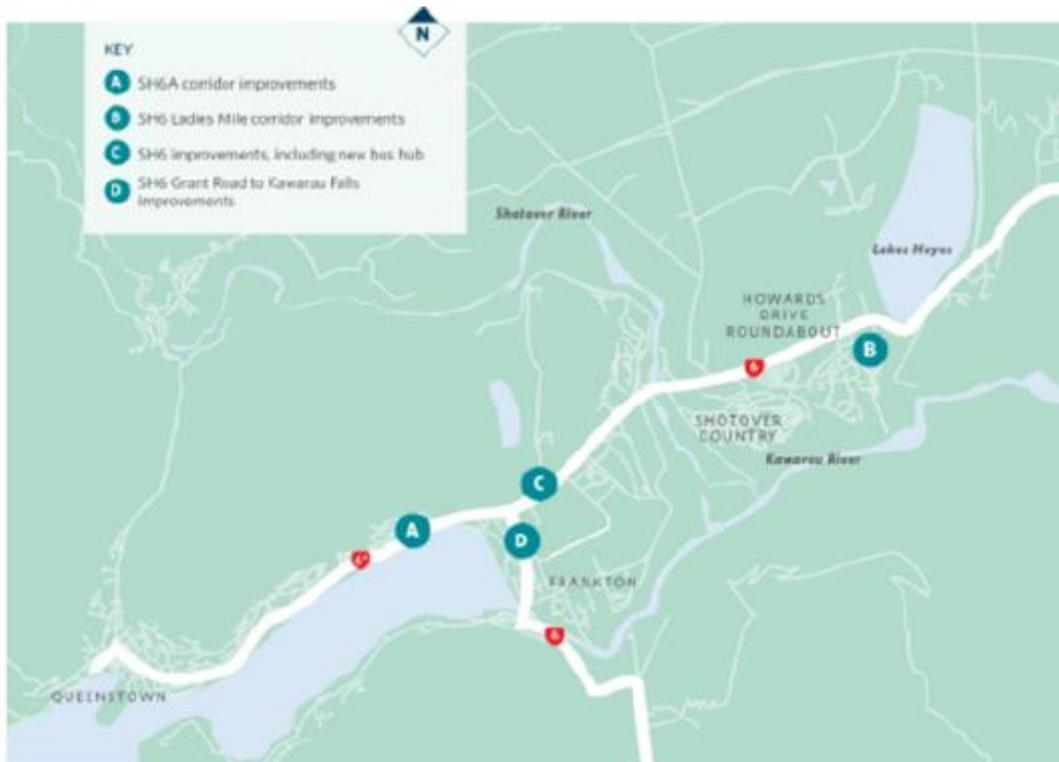 N
KEY
A SH6A corridor improvements
B SH6 Ladies Mile corridor improvements
C SH6 improvements, including new bus hub
D SH6 Grant Road to Kawarau Falls
Improvements
Shotover River
Lakes Hayes
HOWARDS
DRIVE
ROUNDABOUT
B
6
SHOTOVER
COUNTRY
Kawarau River
C
A
D
6A
FRANKTON
6
QUEENSTOWN